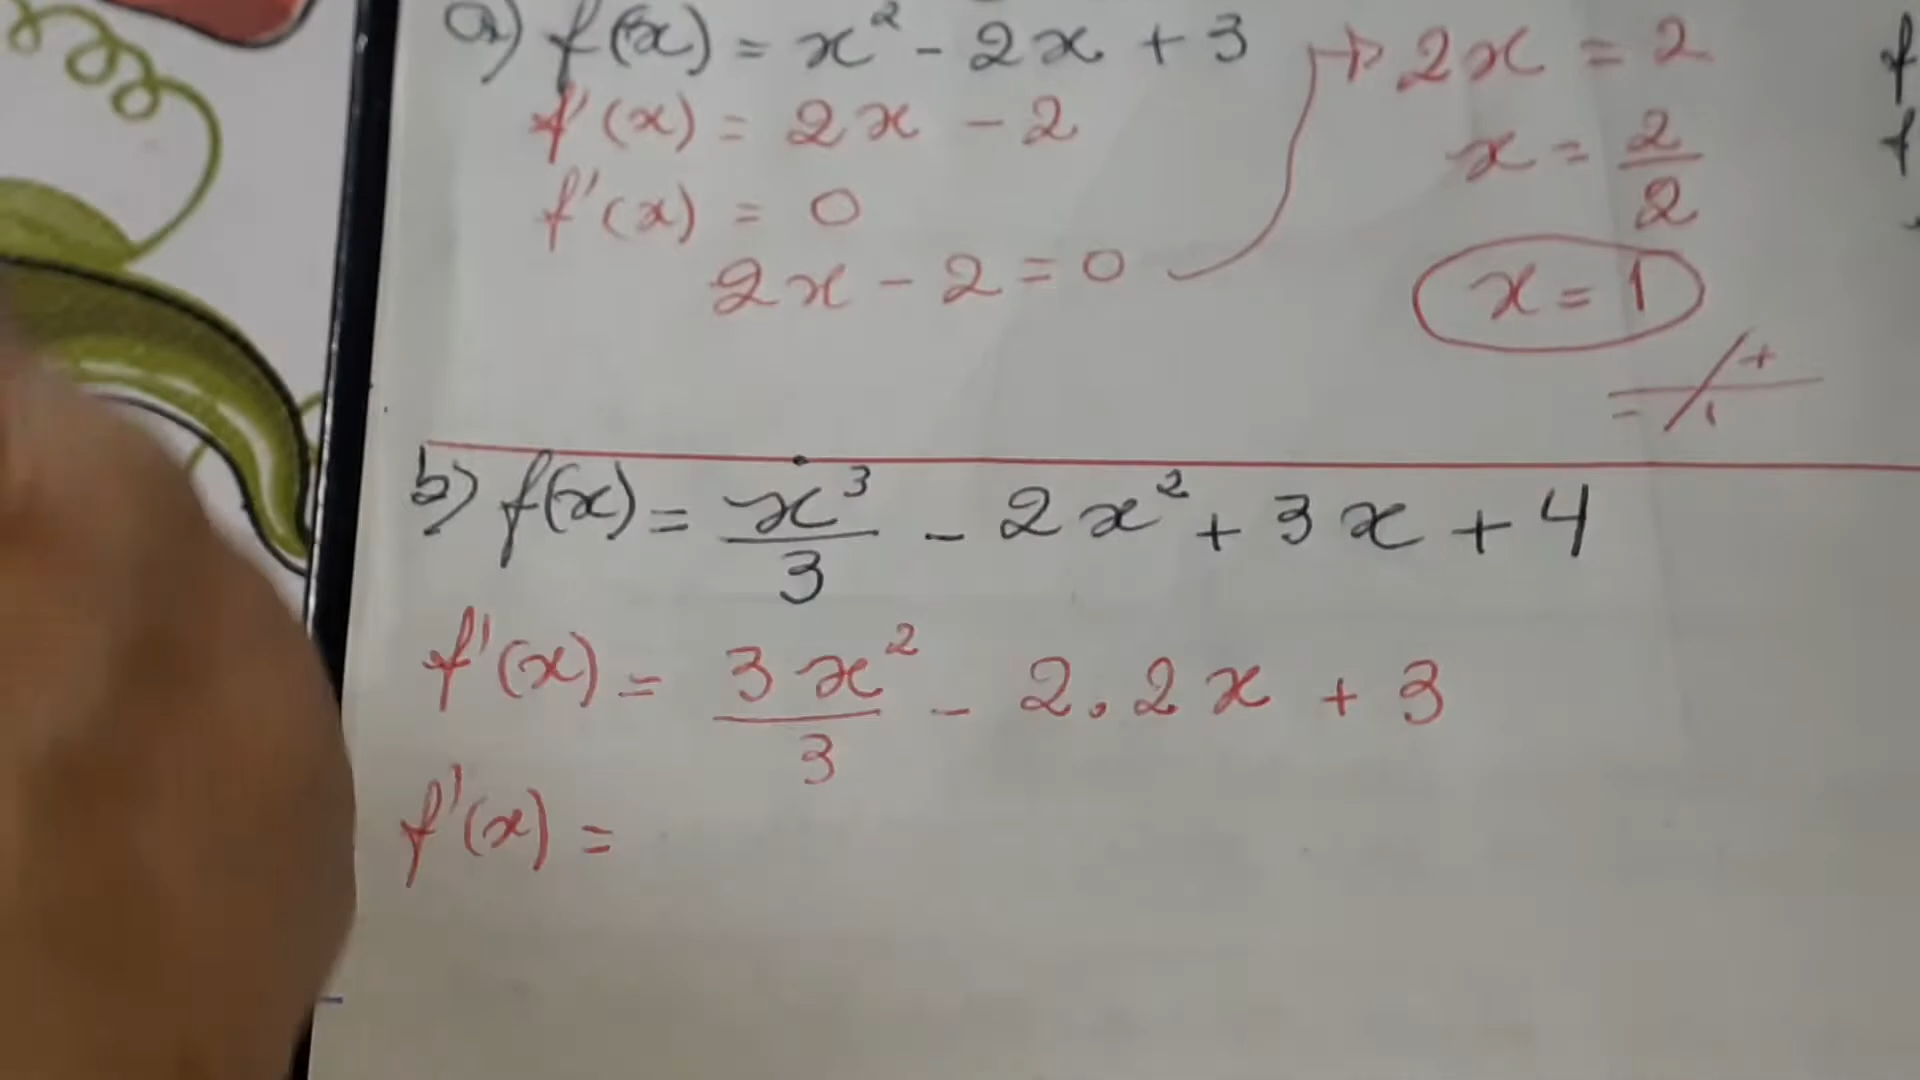 a) f(x) = x² - 2x + 3
f'(x) = 2x - 2
f'(x) = 0
2x - 2 = 0
→ 2x = 2
x = 2/2
x = 1
- / +
1
f
f
b) f(x) = x³/3 - 2x² + 3x + 4
f'(x) = 3x²/3 - 2.2x + 3
f'(x) =